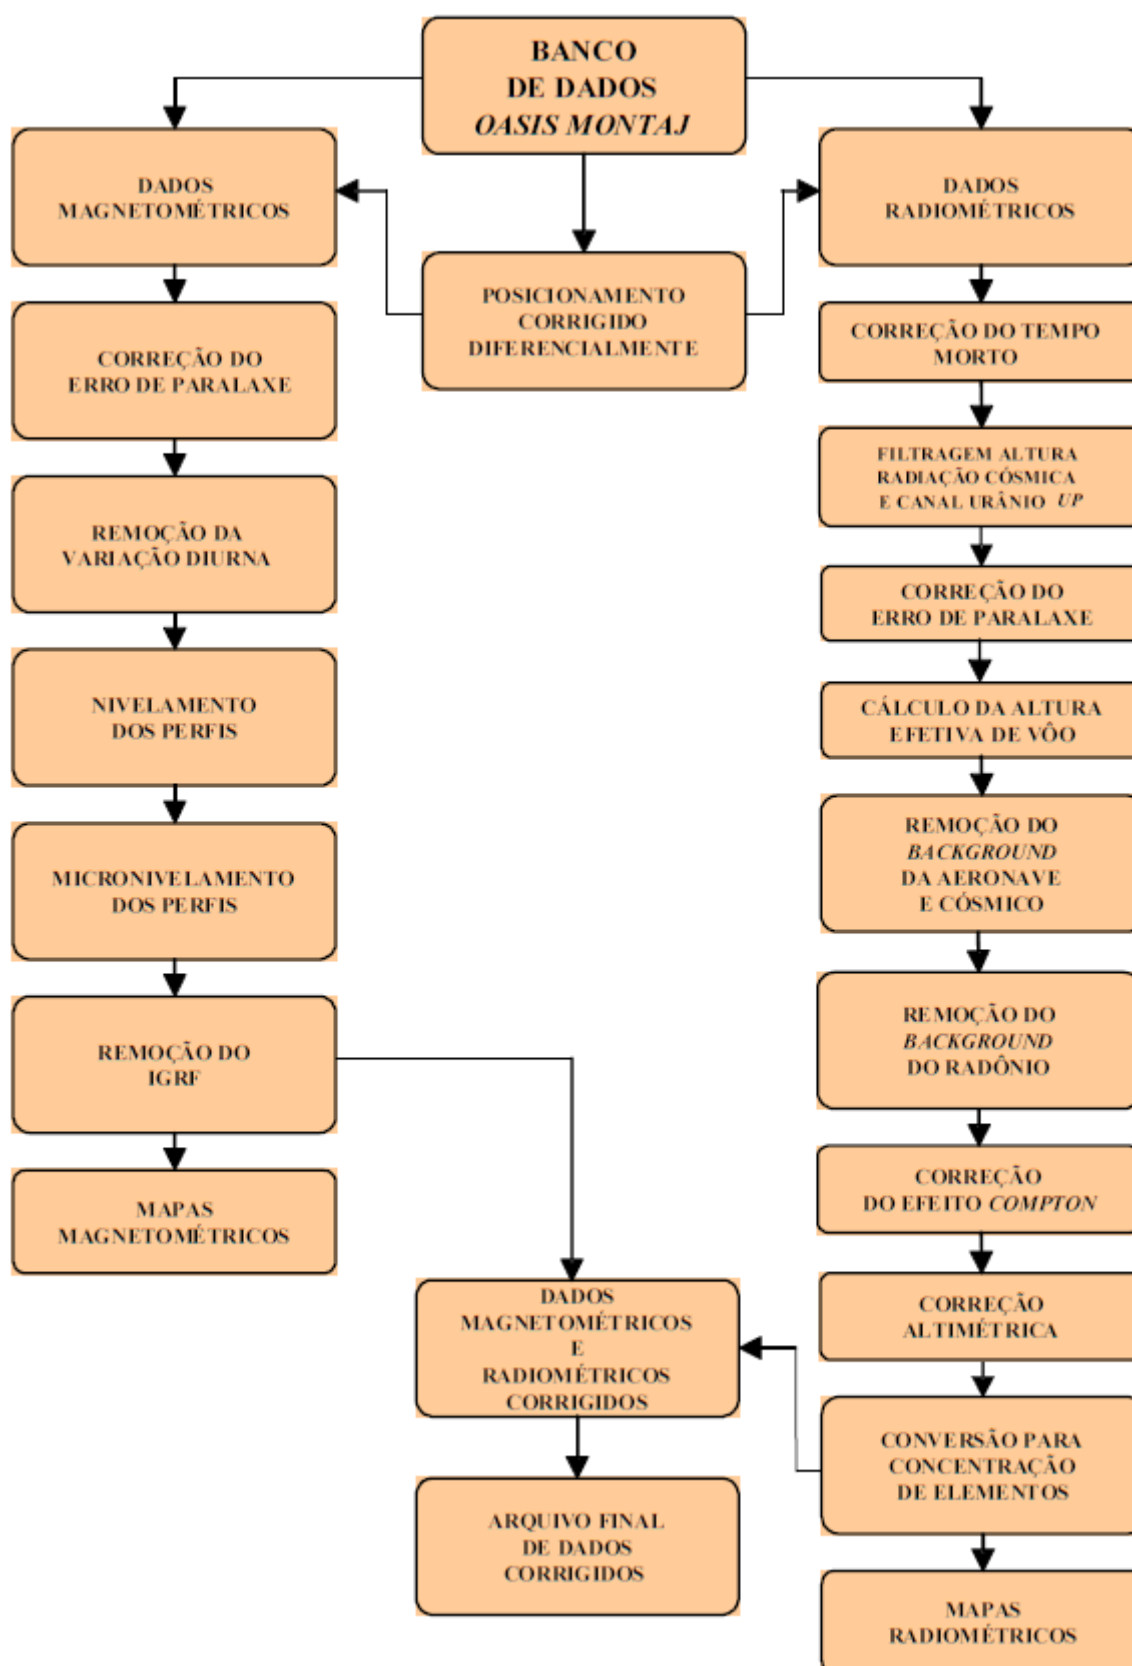 BANCO
DE DADOS
OASIS MONTAJ
DADOS
MAGNETOMÉTRICOS
DADOS
RADIOMÉTRICOS
POSICIONAMENTO
CORRIGIDO
DIFERENCIALMENTE
CORREÇÃO DO
ERRO DE PARALAXE
REMOÇÃO DA
VARIAÇÃO DIURNA
NIVELAMENTO
DOS PERFIS
MICRONIVELAMENTO
DOS PERFIS
REMOÇÃO DO
IGRF
MAPAS
MAGNETOMÉTRICOS
CORREÇÃO DO TEMPO
MORTO
FILTRAGEM ALTURA
RADIAÇÃO CÓSMICA
E CANAL URÂNIO UP
CORREÇÃO DO
ERRO DE PARALAXE
CÁLCULO DA ALTURA
EFETIVA DE VÔO
REMOÇÃO DO
BACKGROUND
DA AERONAVE
E CÓSMICO
REMOÇÃO DO
BACKGROUND
DO RADÔNIO
CORREÇÃO
DO EFEITO COMPTON
CORREÇÃO
ALTIMÉTRICA
CONVERSÃO PARA
CONCENTRAÇÃO
DE ELEMENTOS
MAPAS
RADIOMÉTRICOS
DADOS
MAGNETOMÉTRICOS
E
RADIOMÉTRICOS
CORRIGIDOS
ARQUIVO FINAL
DE DADOS
CORRIGIDOS